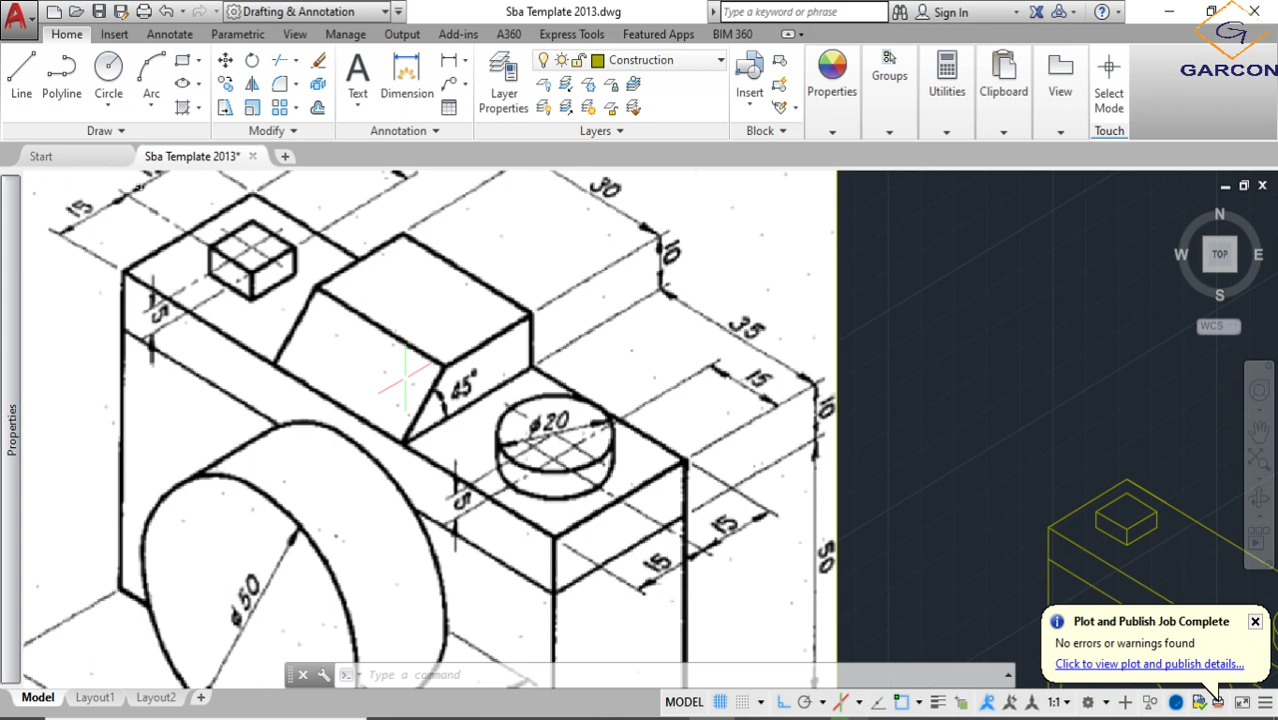 Drafting & Annotation
Sba Template 2013.dwg
Type a keyword or phrase
Sign In
A
GARCON
Home Insert Annotate Parametric View Manage Output Add-ins A360 Express Tools Featured Apps BIM 360
Line Polyline Circle Arc
Text Dimension
Layer Properties
Construction
Insert
Properties Groups Utilities Clipboard View Select Mode
Draw Modify Annotation Layers Block Touch
Start Sba Template 2013* +
15
30
10
N
W TOP E
S
WCS
5
35
45°
15
ϕ20
10
5
15
15
50
ϕ50
Properties
Plot and Publish Job Complete
No errors or warnings found
Click to view plot and publish details...
Type a command
Model Layout1 Layout2 +
MODEL 1:1